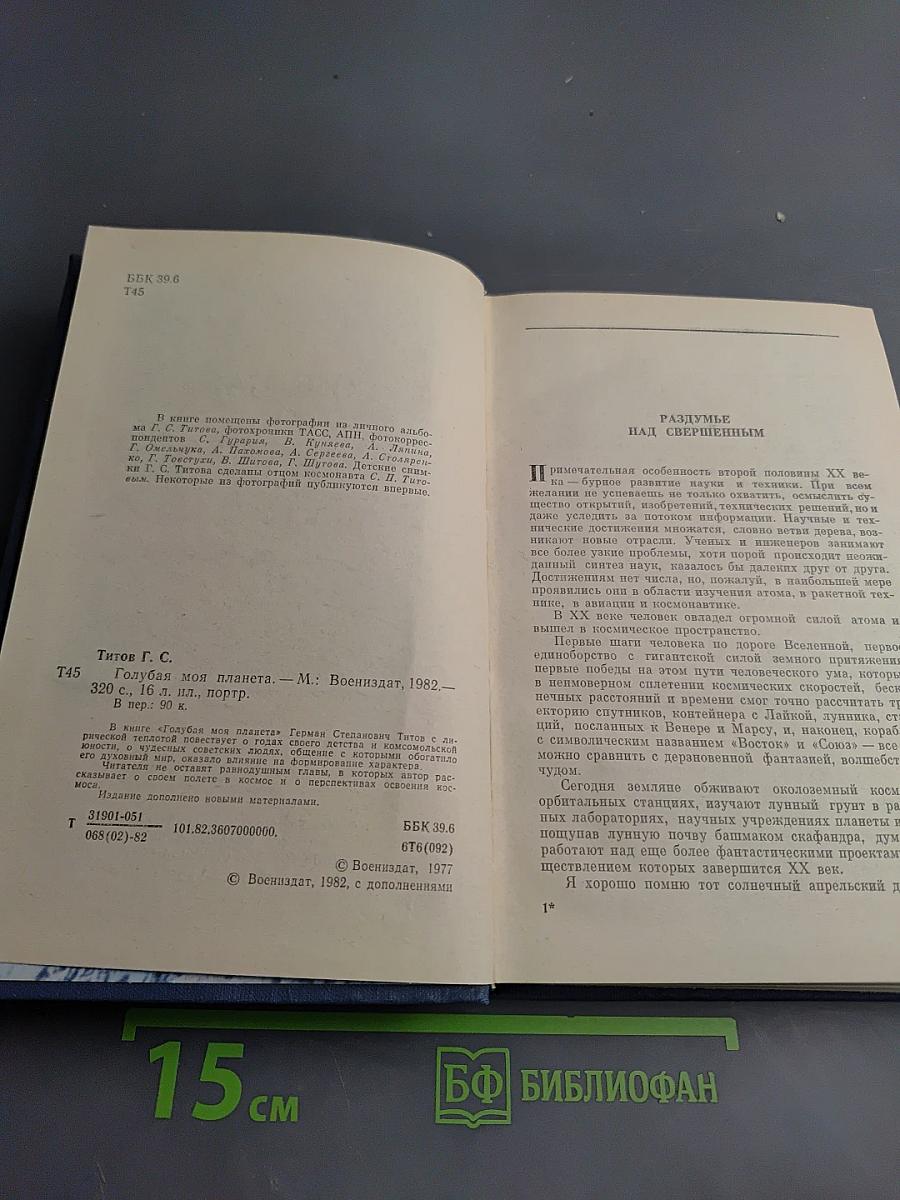 ББК 39.6
Т45
В книге помещены фотографии из личного альбо-
ма Г. С. Титова, фотохроники ТАСС, АПН, фотокоррес-
пондентов С. Гурария, В. Куняева, А. Ляпина,
Г. Омельчука, А. Пахомова, А. Сергеева, А. Столярен-
ко, Г. Товстухи, В. Шитова, Г. Шутова. Детские сним-
ки Г. С. Титова сделаны отцом космонавта С. П. Тито-
вым. Некоторые из фотографий публикуются впервые.
Титов Г. С.
Т45 Голубая моя планета. — М.: Воениздат, 1982.—
320 с., 16 л. ил., портр.
В пер.: 90 к.
В книге «Голубая моя планета» Герман Степанович Титов с ли-
рической теплотой повествует о годах своего детства и комсомольской
юности, о чудесных советских людях, общение с которыми обогатило
его духовный мир, оказало влияние на формирование характера.
Читателя не оставят равнодушным главы, в которых автор рас-
сказывает о своем полете в космос и о перспективах освоения кос-
моса.
Издание дополнено новыми материалами.
Т 31901-051
068(02)-82 101.82.3607000000.
ББК 39.6
6Т6(092)
© Воениздат, 1977
© Воениздат, 1982, с дополнениями
РАЗДУМЬЕ
НАД СВЕРШЕННЫМ
Примечательная особенность второй половины XX ве-
ка — бурное развитие науки и техники. При всем
желании не успеваешь не только охватить, осмыслить су-
щество открытий, изобретений, технических решений, но и
даже уследить за потоком информации. Научные и тех-
нические достижения множатся, словно ветви дерева, воз-
никают новые отрасли. Ученых и инженеров занимают
все более узкие проблемы, хотя порой происходит неожи-
данный синтез наук, казалось бы далеких друг от друга.
Достижениям нет числа, но, пожалуй, в наибольшей мере
проявились они в области изучения атома, в ракетной тех-
нике, в авиации и космонавтике.
В XX веке человек овладел огромной силой атома и
вышел в космическое пространство.
Первые шаги человека по дороге Вселенной, первое
единоборство с гигантской силой земного притяжения
первые победы на этом пути человеческого ума, которы
в неимоверном сплетении космических скоростей, беск
нечных расстояний и времени смог точно рассчитать тр
екторию спутников, контейнера с Лайкой, лунника, ста
ций, посланных к Венере и Марсу, и, наконец, кораб
с символическим названием «Восток» и «Союз» — все
можно сравнить с дерзновенной фантазией, волшебст
чудом.
Сегодня земляне обживают околоземный косм
орбитальных станциях, изучают лунный грунт в ра
ных лабораториях, научных учреждениях планеты и
пощупав лунную почву башмаком скафандра, дум
работают над еще более фантастическими проектам
ществлением которых завершится XX век.
Я хорошо помню тот солнечный апрельский д
1*
15 см
БФ БИБЛИОФАН